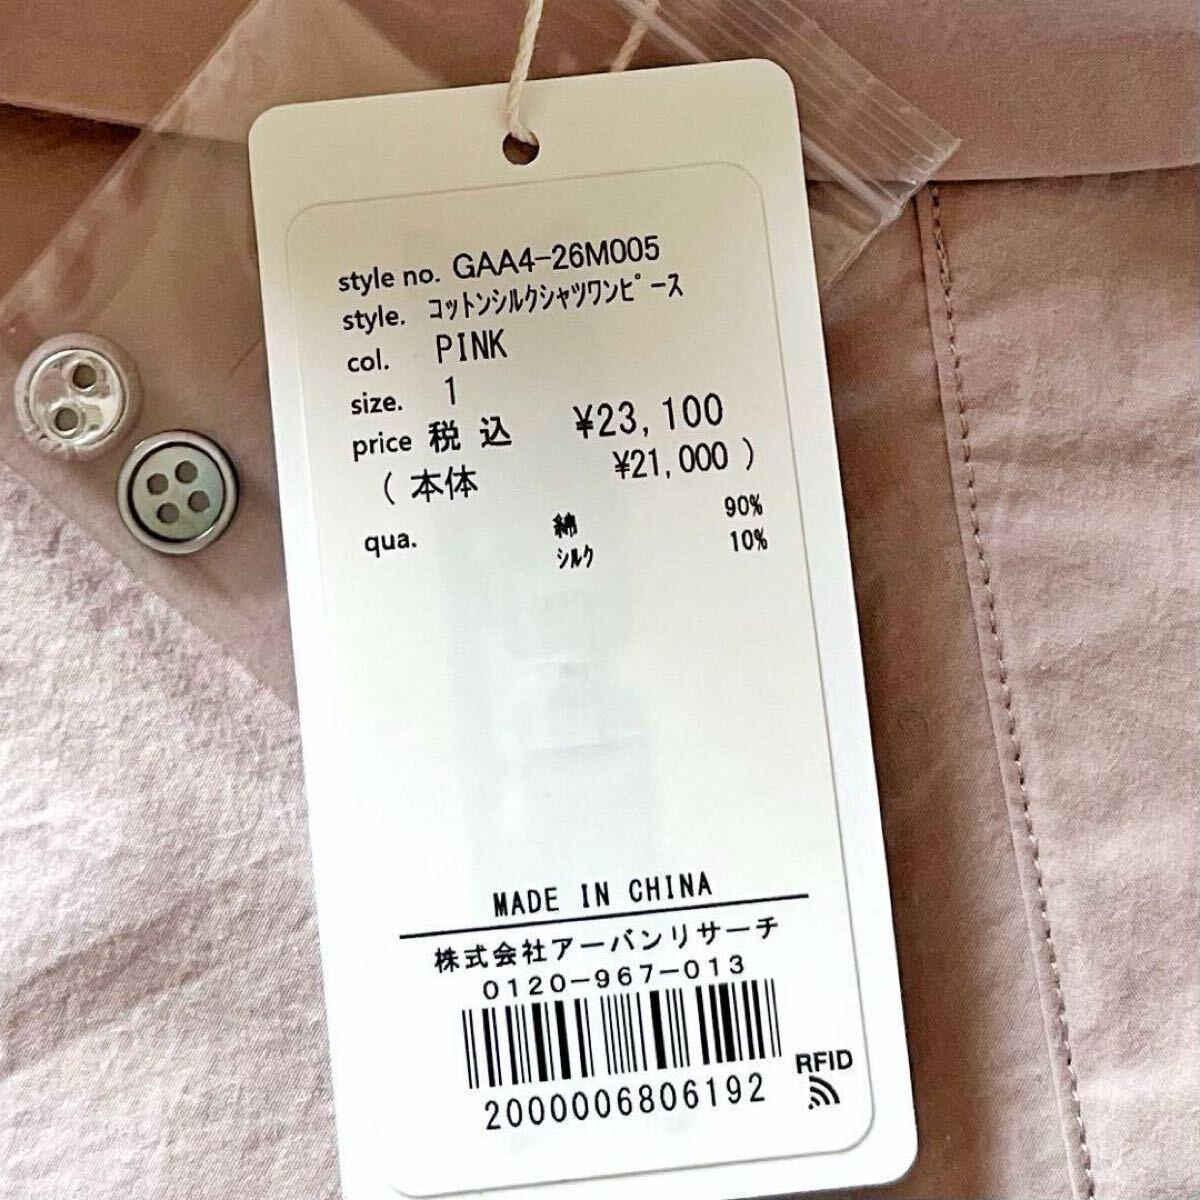 style no. GAA4-26M005
style. ｺｯﾄﾝｼﾙｸｼｬﾂﾜﾝﾋﾟｰｽ
col. PINK
size. 1
price 税 込 ¥23,100
( 本体 ¥21,000 )
qua. 綿 90%
ｼﾙｸ 10%
MADE IN CHINA
株式会社アーバンリサーチ
0120-967-013
RFID
2000006806192